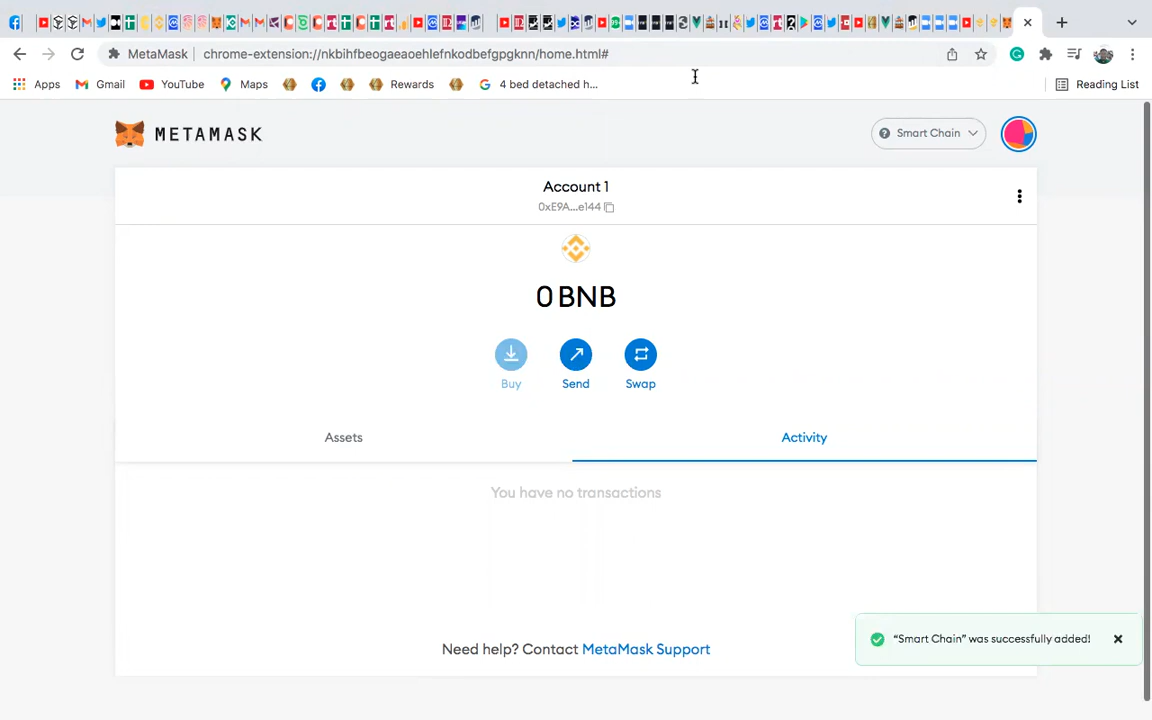 MetaMask
chrome-extension://nkbihfbeogaeaoehlefnkodbefgpgknn/home.html#
Apps
Gmail
YouTube
Maps
Rewards
4 bed detached h...
Reading List
METAMASK
Smart Chain
Account 1
0xE9A...e144
0 BNB
Buy
Send
Swap
Assets
Activity
You have no transactions
"Smart Chain" was successfully added!
Need help? Contact MetaMask Support